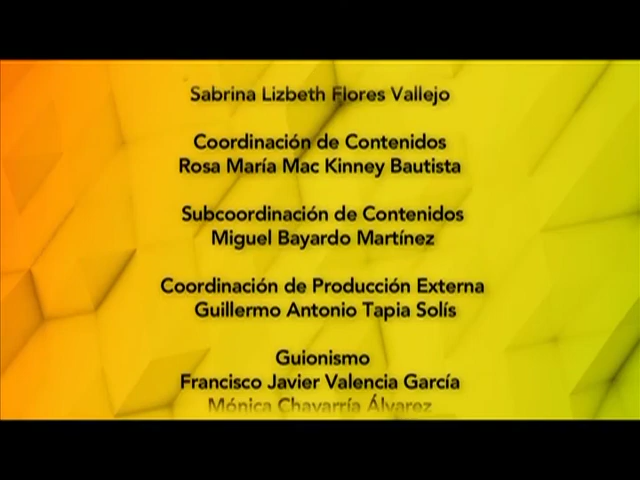 Sabrina Lizbeth Flores Vallejo
Coordinación de Contenidos
Rosa María Mac Kinney Bautista
Subcoordinación de Contenidos
Miguel Bayardo Martínez
Coordinación de Producción Externa
Guillermo Antonio Tapia Solís
Guionismo
Francisco Javier Valencia García
Mónica Chavarría Álvarez